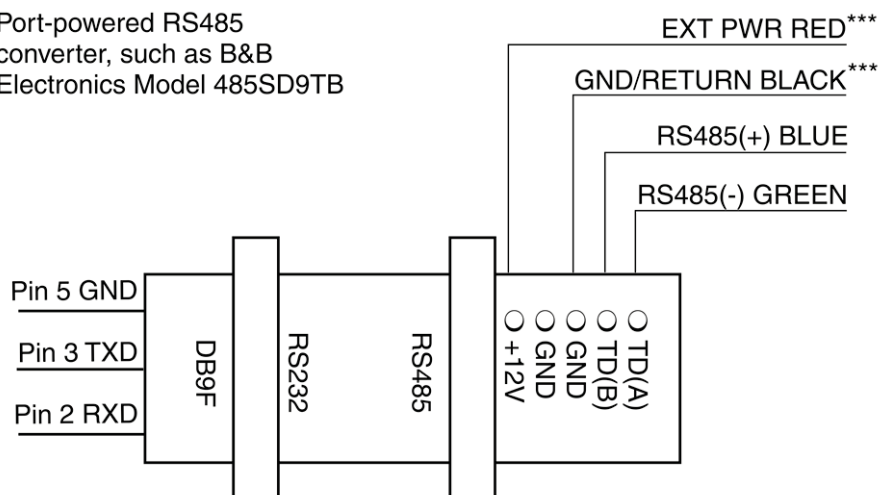 Port-powered RS485
converter, such as B&B
Electronics Model 485SD9TB
EXT PWR RED***
GND/RETURN BLACK***
RS485(+) BLUE
RS485(-) GREEN
Pin 5 GND
Pin 3 TXD
Pin 2 RXD
DB9F
RS232
RS485
+12V
GND
GND
TD(B)
TD(A)